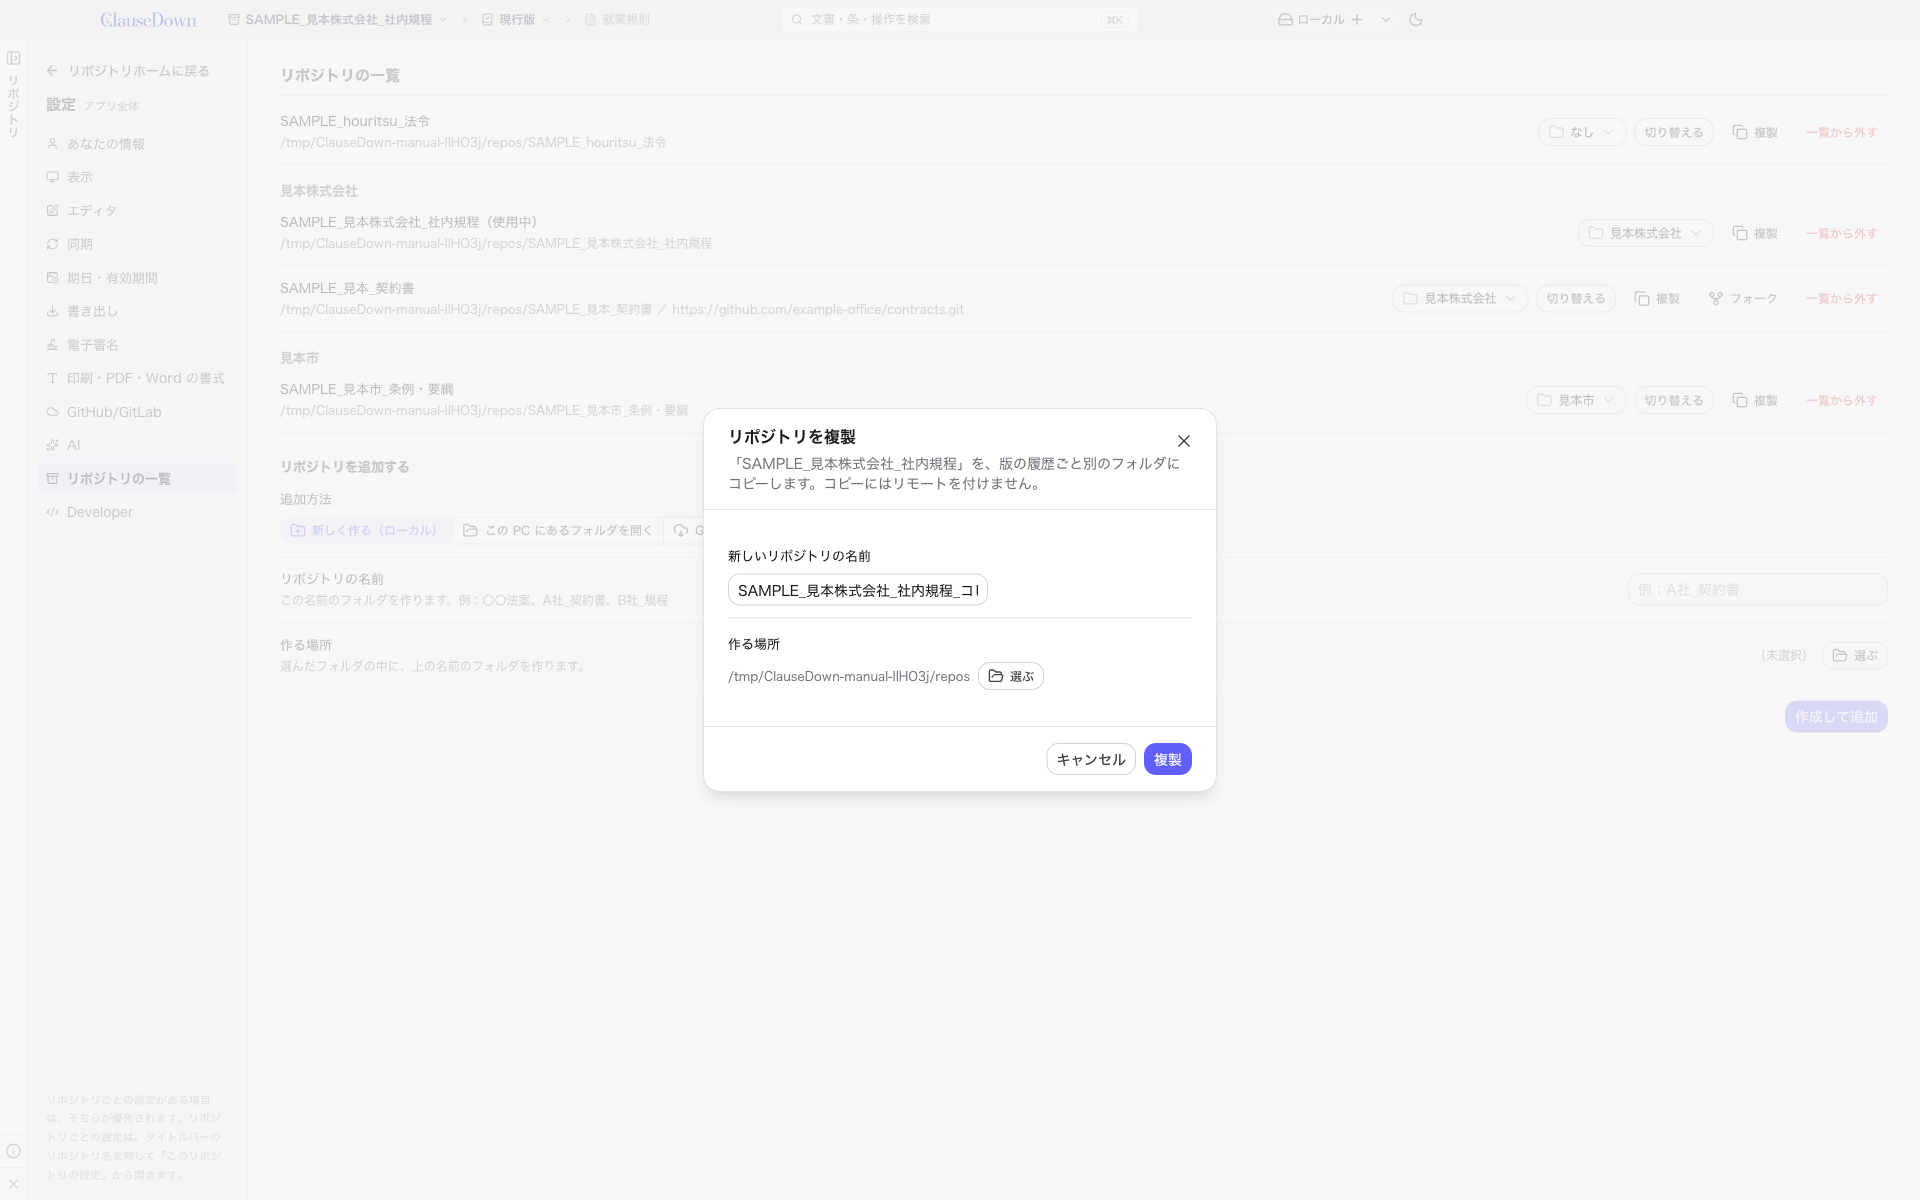 ClauseDown
SAMPLE_見本株式会社_社内規程
現行版
就業規則
文書・条・操作を検索
⌘K
ローカル
リポジトリ
リポジトリホームに戻る
設定 アプリ全体
あなたの情報
表示
エディタ
同期
期日・有効期間
書き出し
電子署名
印刷・PDF・Word の書式
GitHub/GitLab
AI
リポジトリの一覧
Developer
リポジトリごとの設定がある項目
は、そちらが優先されます。リポジ
トリごとの設定は、タイトルバーの
リポジトリ名を押して「このリポジ
トリの設定」から開きます。
リポジトリの一覧
SAMPLE_houritsu_法令
/tmp/ClauseDown-manual-IIHO3j/repos/SAMPLE_houritsu_法令
なし 切り替える 複製 一覧から外す
見本株式会社
SAMPLE_見本株式会社_社内規程（使用中）
/tmp/ClauseDown-manual-IIHO3j/repos/SAMPLE_見本株式会社_社内規程
見本株式会社 複製 一覧から外す
SAMPLE_見本_契約書
/tmp/ClauseDown-manual-IIHO3j/repos/SAMPLE_見本_契約書 ／ https://github.com/example-office/contracts.git
見本株式会社 切り替える 複製 フォーク 一覧から外す
見本市
SAMPLE_見本市_条例・要綱
/tmp/ClauseDown-manual-IIHO3j/repos/SAMPLE_見本市_条例・要綱
見本市 切り替える 複製 一覧から外す
リポジトリを追加する
追加方法
新しく作る（ローカル） この PC にあるフォルダを開く G
リポジトリの名前
この名前のフォルダを作ります。例：〇〇法案、A社_契約書、B社_規程
例：A社_契約書
作る場所
選んだフォルダの中に、上の名前のフォルダを作ります。
（未選択） 選ぶ
作成して追加
リポジトリを複製
「SAMPLE_見本株式会社_社内規程」を、版の履歴ごと別のフォルダに
コピーします。コピーにはリモートを付けません。
新しいリポジトリの名前
SAMPLE_見本株式会社_社内規程_コ
作る場所
/tmp/ClauseDown-manual-IIHO3j/repos 選ぶ
キャンセル 複製